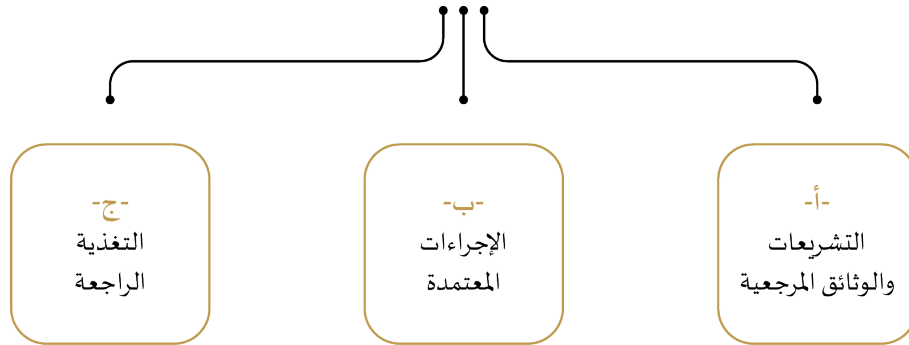 -أ-
التشريعات
والوثائق المرجعية
-ب-
الإجراءات
المعتمدة
-ج-
التغذية
الراجعة